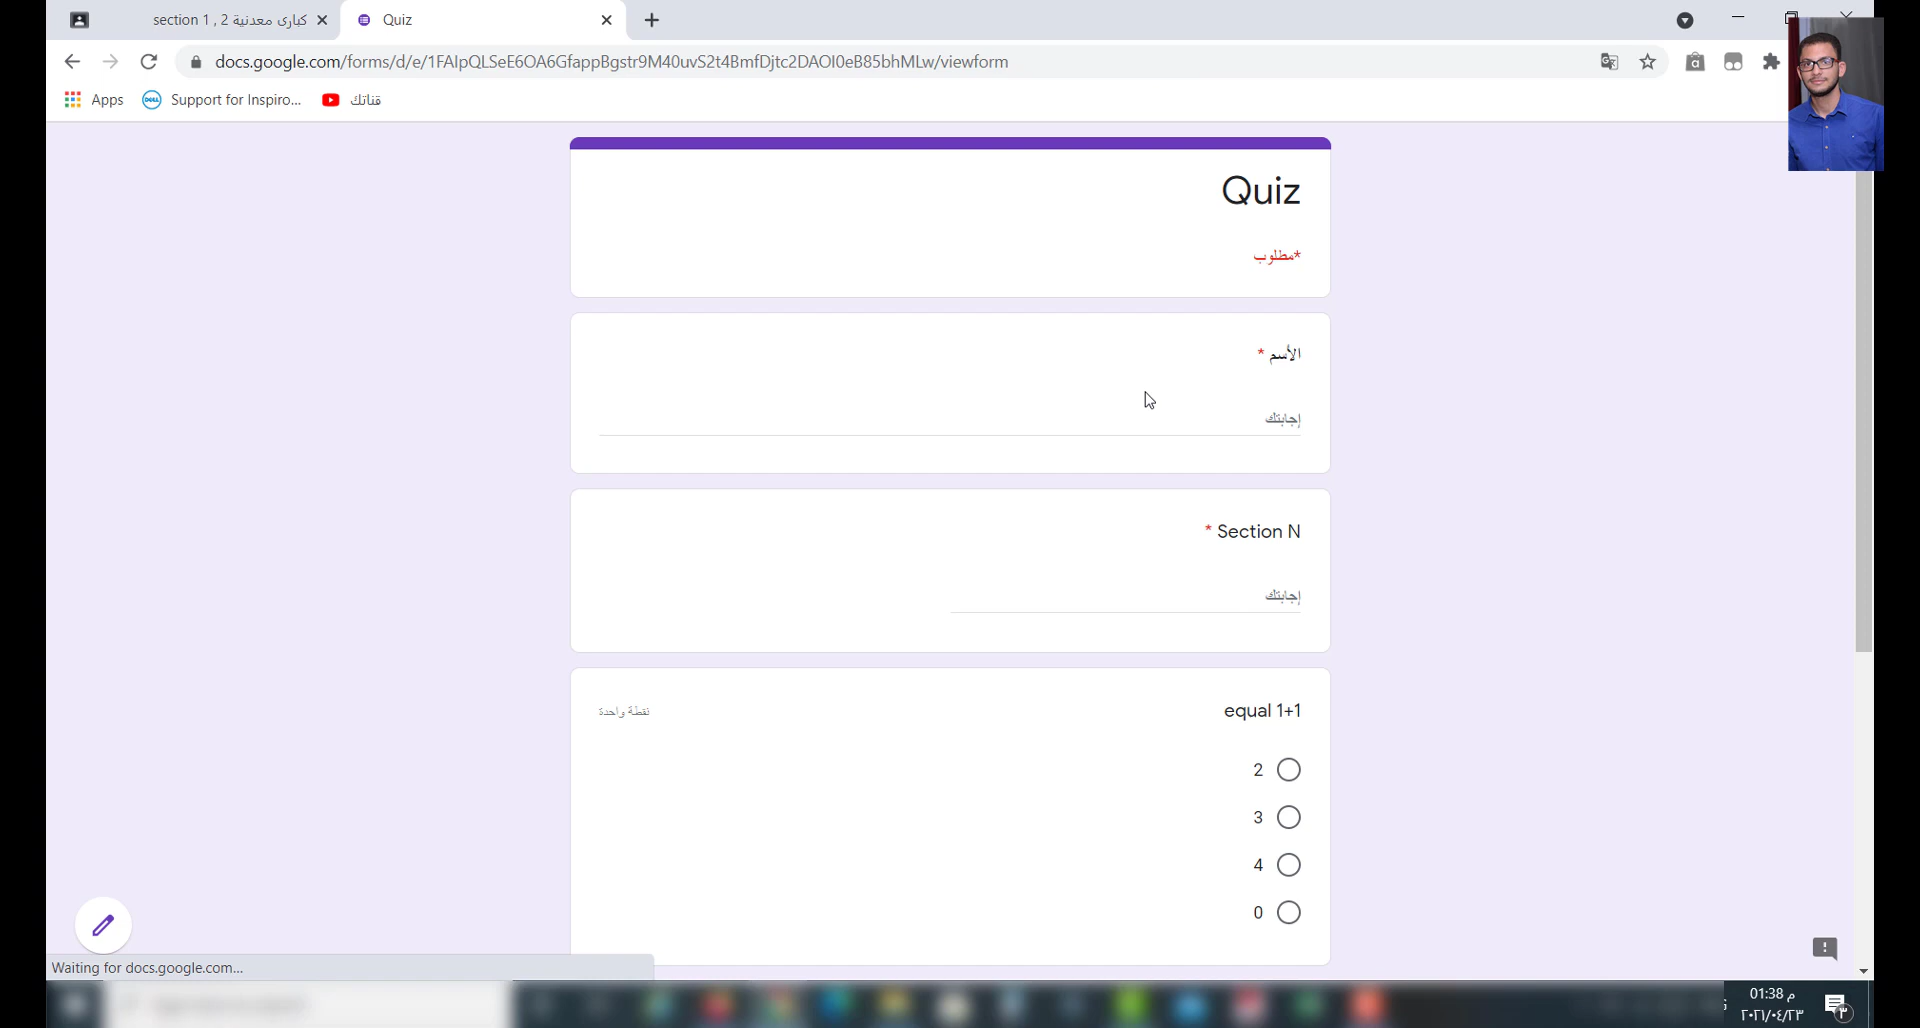 section 1 , 2 كبارى معدنية
Quiz
docs.google.com/forms/d/e/1FAIpQLSeE6OA6GfappBgstr9M40uvS2t4BmfDjtc2DAOI0eB85bhMLw/viewform
Apps
Support for Inspiro...
قناتك
Quiz
*مطلوب
الأسم *
إجابتك
Section N *
إجابتك
equal 1+1
نقطة واحدة
2
3
4
0
Waiting for docs.google.com...
01:38 م
٢٠٢١/٠٤/٢٣
٣